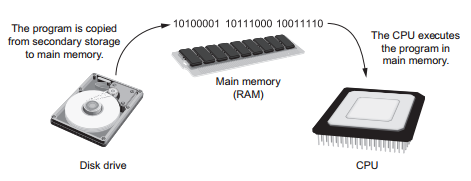 The program is copied
from secondary storage
to main memory.
10100001 10111000 10011110
The CPU executes
the program in
main memory.
Main memory
(RAM)
Disk drive
CPU